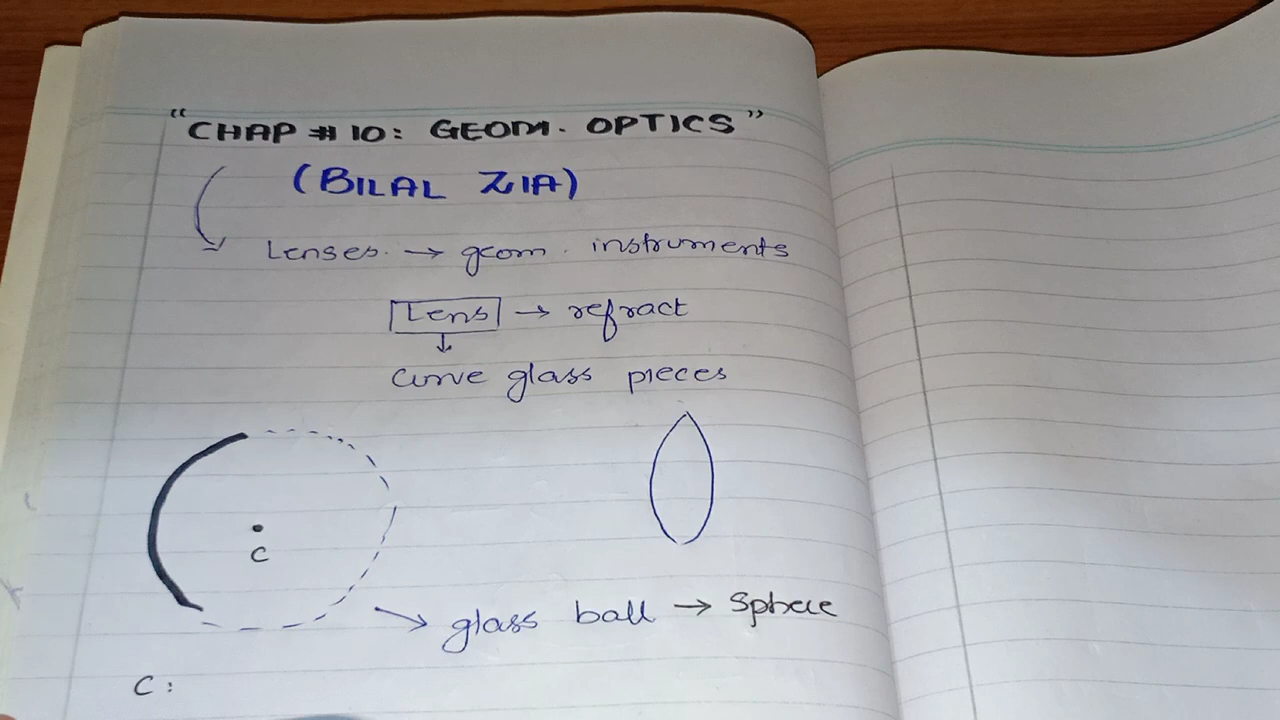 "CHAP # 10: GEOM. OPTICS"
(BILAL ZIA)
Lenses. → geom. instruments
Lens → refract
↓
curve glass pieces
C
→ glass ball → Sphere
C :